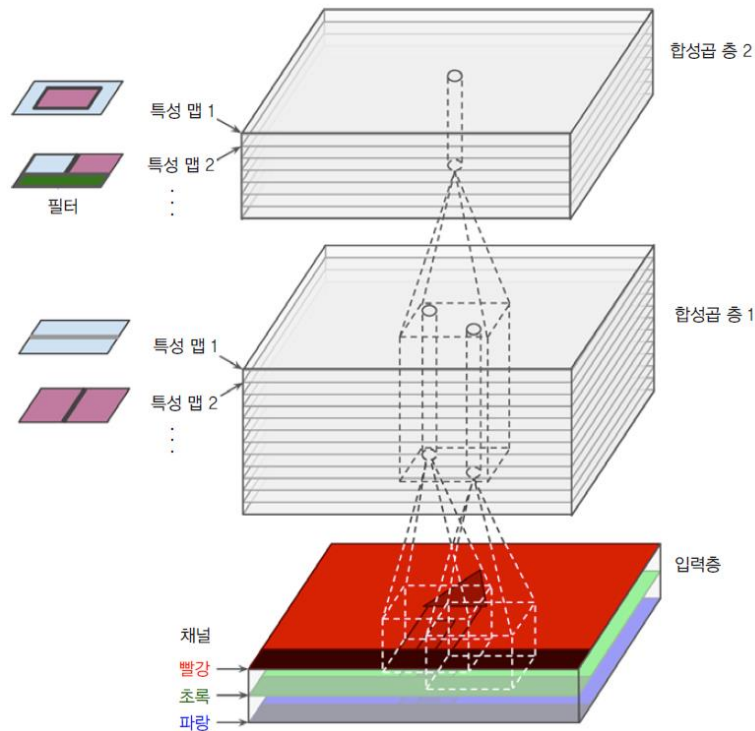 합성곱 층 2
특성 맵 1
특성 맵 2
필터
합성곱 층 1
특성 맵 1
특성 맵 2
입력층
채널
빨강
초록
파랑